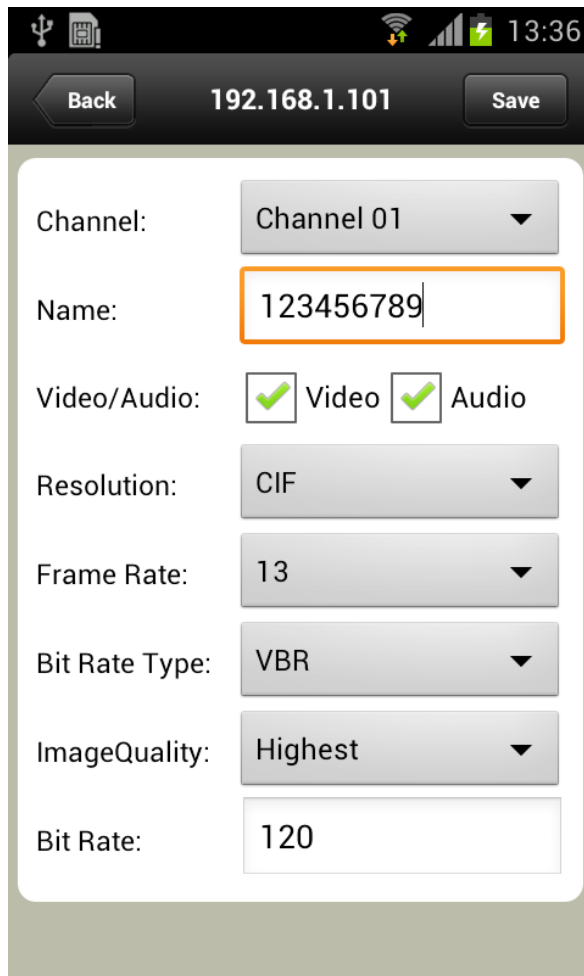 13:36
Back 192.168.1.101 Save
Channel: Channel 01
Name: 123456789
Video/Audio: Video Audio
Resolution: CIF
Frame Rate: 13
Bit Rate Type: VBR
ImageQuality: Highest
Bit Rate: 120